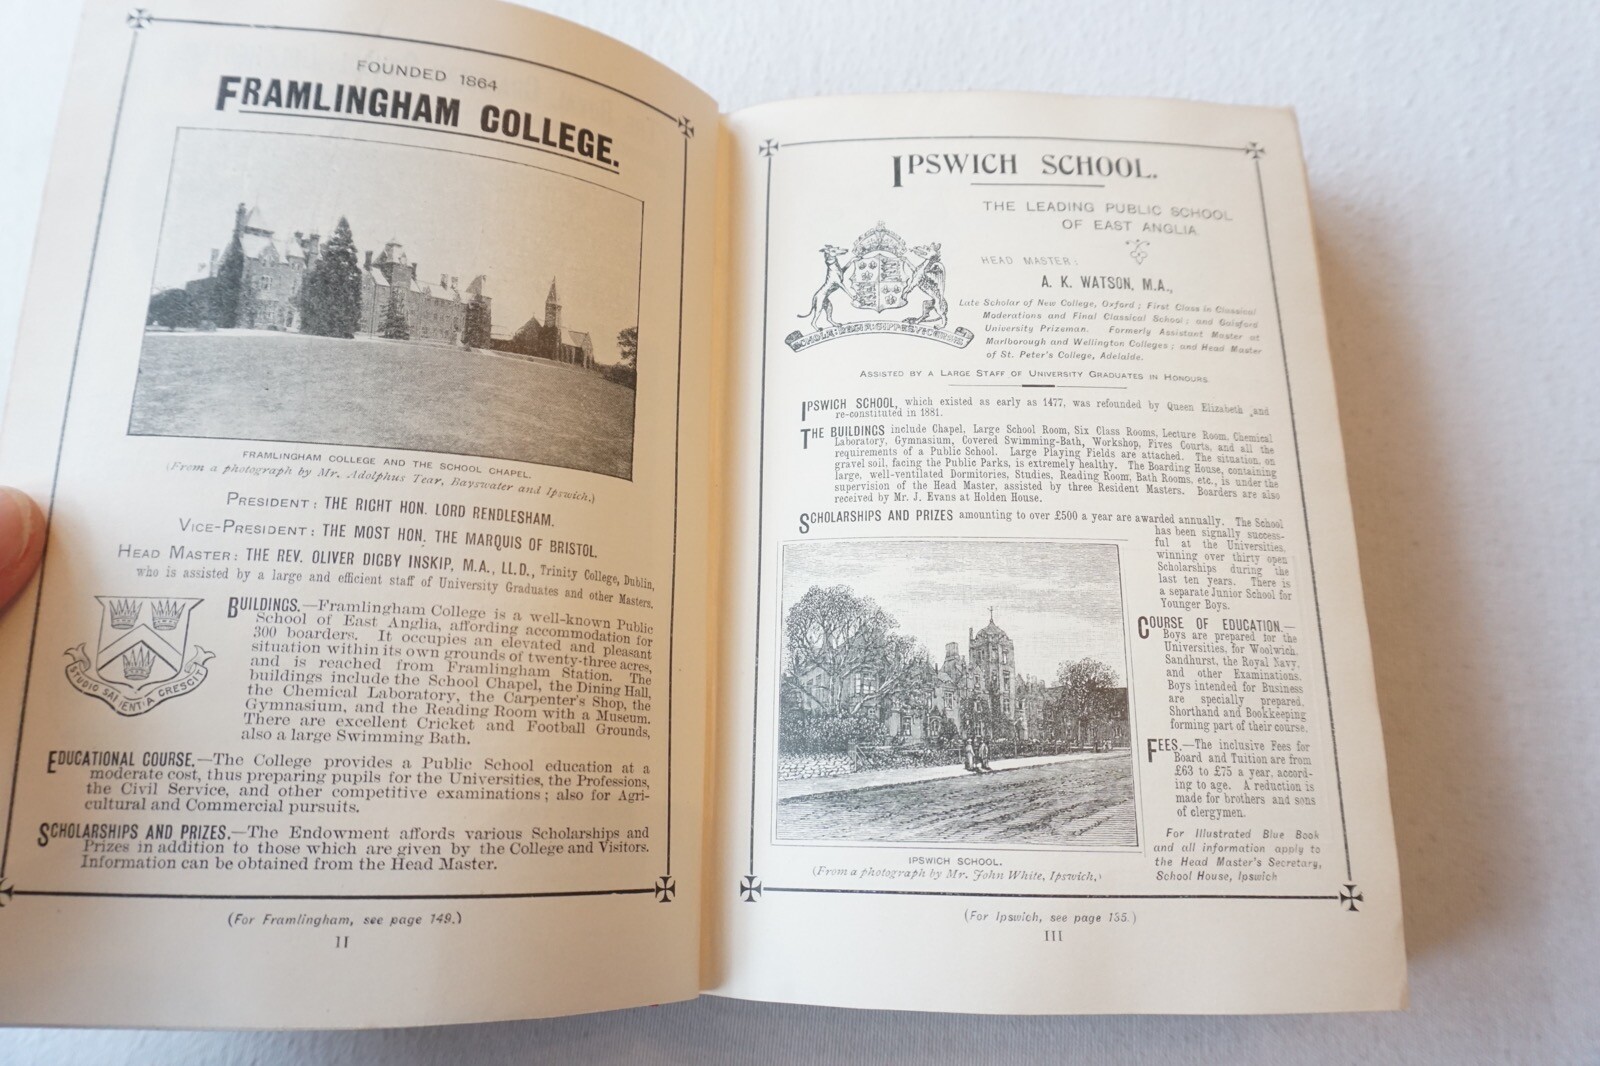 FOUNDED 1864
FRAMLINGHAM COLLEGE.
FRAMLINGHAM COLLEGE AND THE SCHOOL CHAPEL.
(From a photograph by Mr. Adolphus Tear, Bayswater and Ipswich.)
PRESIDENT: THE RIGHT HON. LORD RENDLESHAM.
VICE-PRESIDENT: THE MOST HON. THE MARQUIS OF BRISTOL.
HEAD MASTER: THE REV. OLIVER DIGBY INSKIP, M.A., LL.D., Trinity College, Dublin,
who is assisted by a large and efficient staff of University Graduates and other Masters.
STUDIO SAPIENTIA CRESCIT
BUILDINGS.—Framlingham College is a well-known Public
School of East Anglia, affording accommodation for
300 boarders. It occupies an elevated and pleasant
situation within its own grounds of twenty-three acres,
and is reached from Framlingham Station. The
buildings include the School Chapel, the Dining Hall,
the Chemical Laboratory, the Carpenter's Shop, the
Gymnasium, and the Reading Room with a Museum.
There are excellent Cricket and Football Grounds,
also a large Swimming Bath.
EDUCATIONAL COURSE.—The College provides a Public School education at a
moderate cost, thus preparing pupils for the Universities, the Professions,
the Civil Service, and other competitive examinations; also for Agri-
cultural and Commercial pursuits.
SCHOLARSHIPS AND PRIZES.—The Endowment affords various Scholarships and
Prizes in addition to those which are given by the College and Visitors.
Information can be obtained from the Head Master.
(For Framlingham, see page 149.)
II
IPSWICH SCHOOL.
THE LEADING PUBLIC SCHOOL
OF EAST ANGLIA
HEAD MASTER:
A. K. WATSON, M.A.,
Late Scholar of New College, Oxford; First Class in Classical
Moderations and Final Classical School; and Gaisford
University Prizeman. Formerly Assistant Master at
Marlborough and Wellington Colleges; and Head Master
of St. Peter's College, Adelaide.
ASSISTED BY A LARGE STAFF OF UNIVERSITY GRADUATES IN HONOURS.
IPSWICH SCHOOL, which existed as early as 1477, was refounded by Queen Elizabeth and
re-constituted in 1881.
THE BUILDINGS include Chapel, Large School Room, Six Class Rooms, Lecture Room, Chemical
Laboratory, Gymnasium, Covered Swimming-Bath, Workshop, Fives Courts, and all the
requirements of a Public School. Large Playing Fields are attached. The situation, on
gravel soil, facing the Public Parks, is extremely healthy. The Boarding House, containing
large, well-ventilated Dormitories, Studies, Reading Room, Bath Rooms, etc., is under the
supervision of the Head Master, assisted by three Resident Masters. Boarders are also
received by Mr. J. Evans at Holden House.
SCHOLARSHIPS AND PRIZES amounting to over £500 a year are awarded annually. The School
has been signally success-
ful at the Universities,
winning over thirty open
Scholarships during the
last ten years. There is
a separate Junior School for
Younger Boys.
COURSE OF EDUCATION.—
Boys are prepared for the
Universities, for Woolwich,
Sandhurst, the Royal Navy,
and other Examinations.
Boys intended for Business
are specially prepared,
Shorthand and Bookkeeping
forming part of their course.
FEES.—The inclusive Fees for
Board and Tuition are from
£63 to £75 a year, accord-
ing to age. A reduction is
made for brothers and sons
of clergymen.
For Illustrated Blue Book
and all information apply to
the Head Master's Secretary,
School House, Ipswich
IPSWICH SCHOOL.
(From a photograph by Mr. John White, Ipswich.)
(For Ipswich, see page 135.)
III